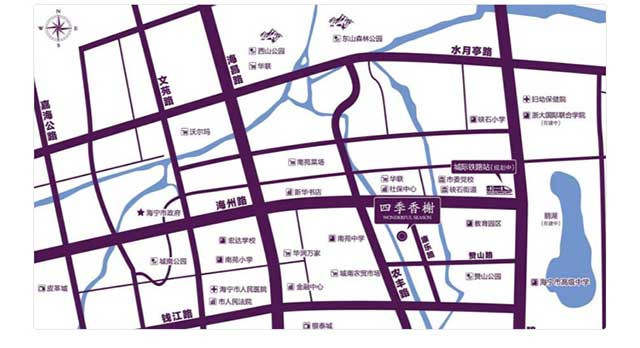 N
W
E
S
西山公园
华联
东山森林公园
水月亭路
海昌路
文苑路
嘉海公路
妇幼保健院
浙大国际联合学院
(在建中)
硖石小学
沃尔玛
南苑菜场
城际铁路站(规划中)
华联
社保中心
市委党校
硖石街道
新华书店
海州路
海宁市政府
四季香榭
WONDERFUL SEASON
教育园区
鹃湖
(在建中)
宏达学校
南苑中学
康乐路
赞山路
华润万家
城南公园
南苑小学
城南农贸市场
农丰路
赞山公园
海宁市高级中学
皮革城
海宁市人民医院
金融中心
市人民法院
钱江路
银泰城
路